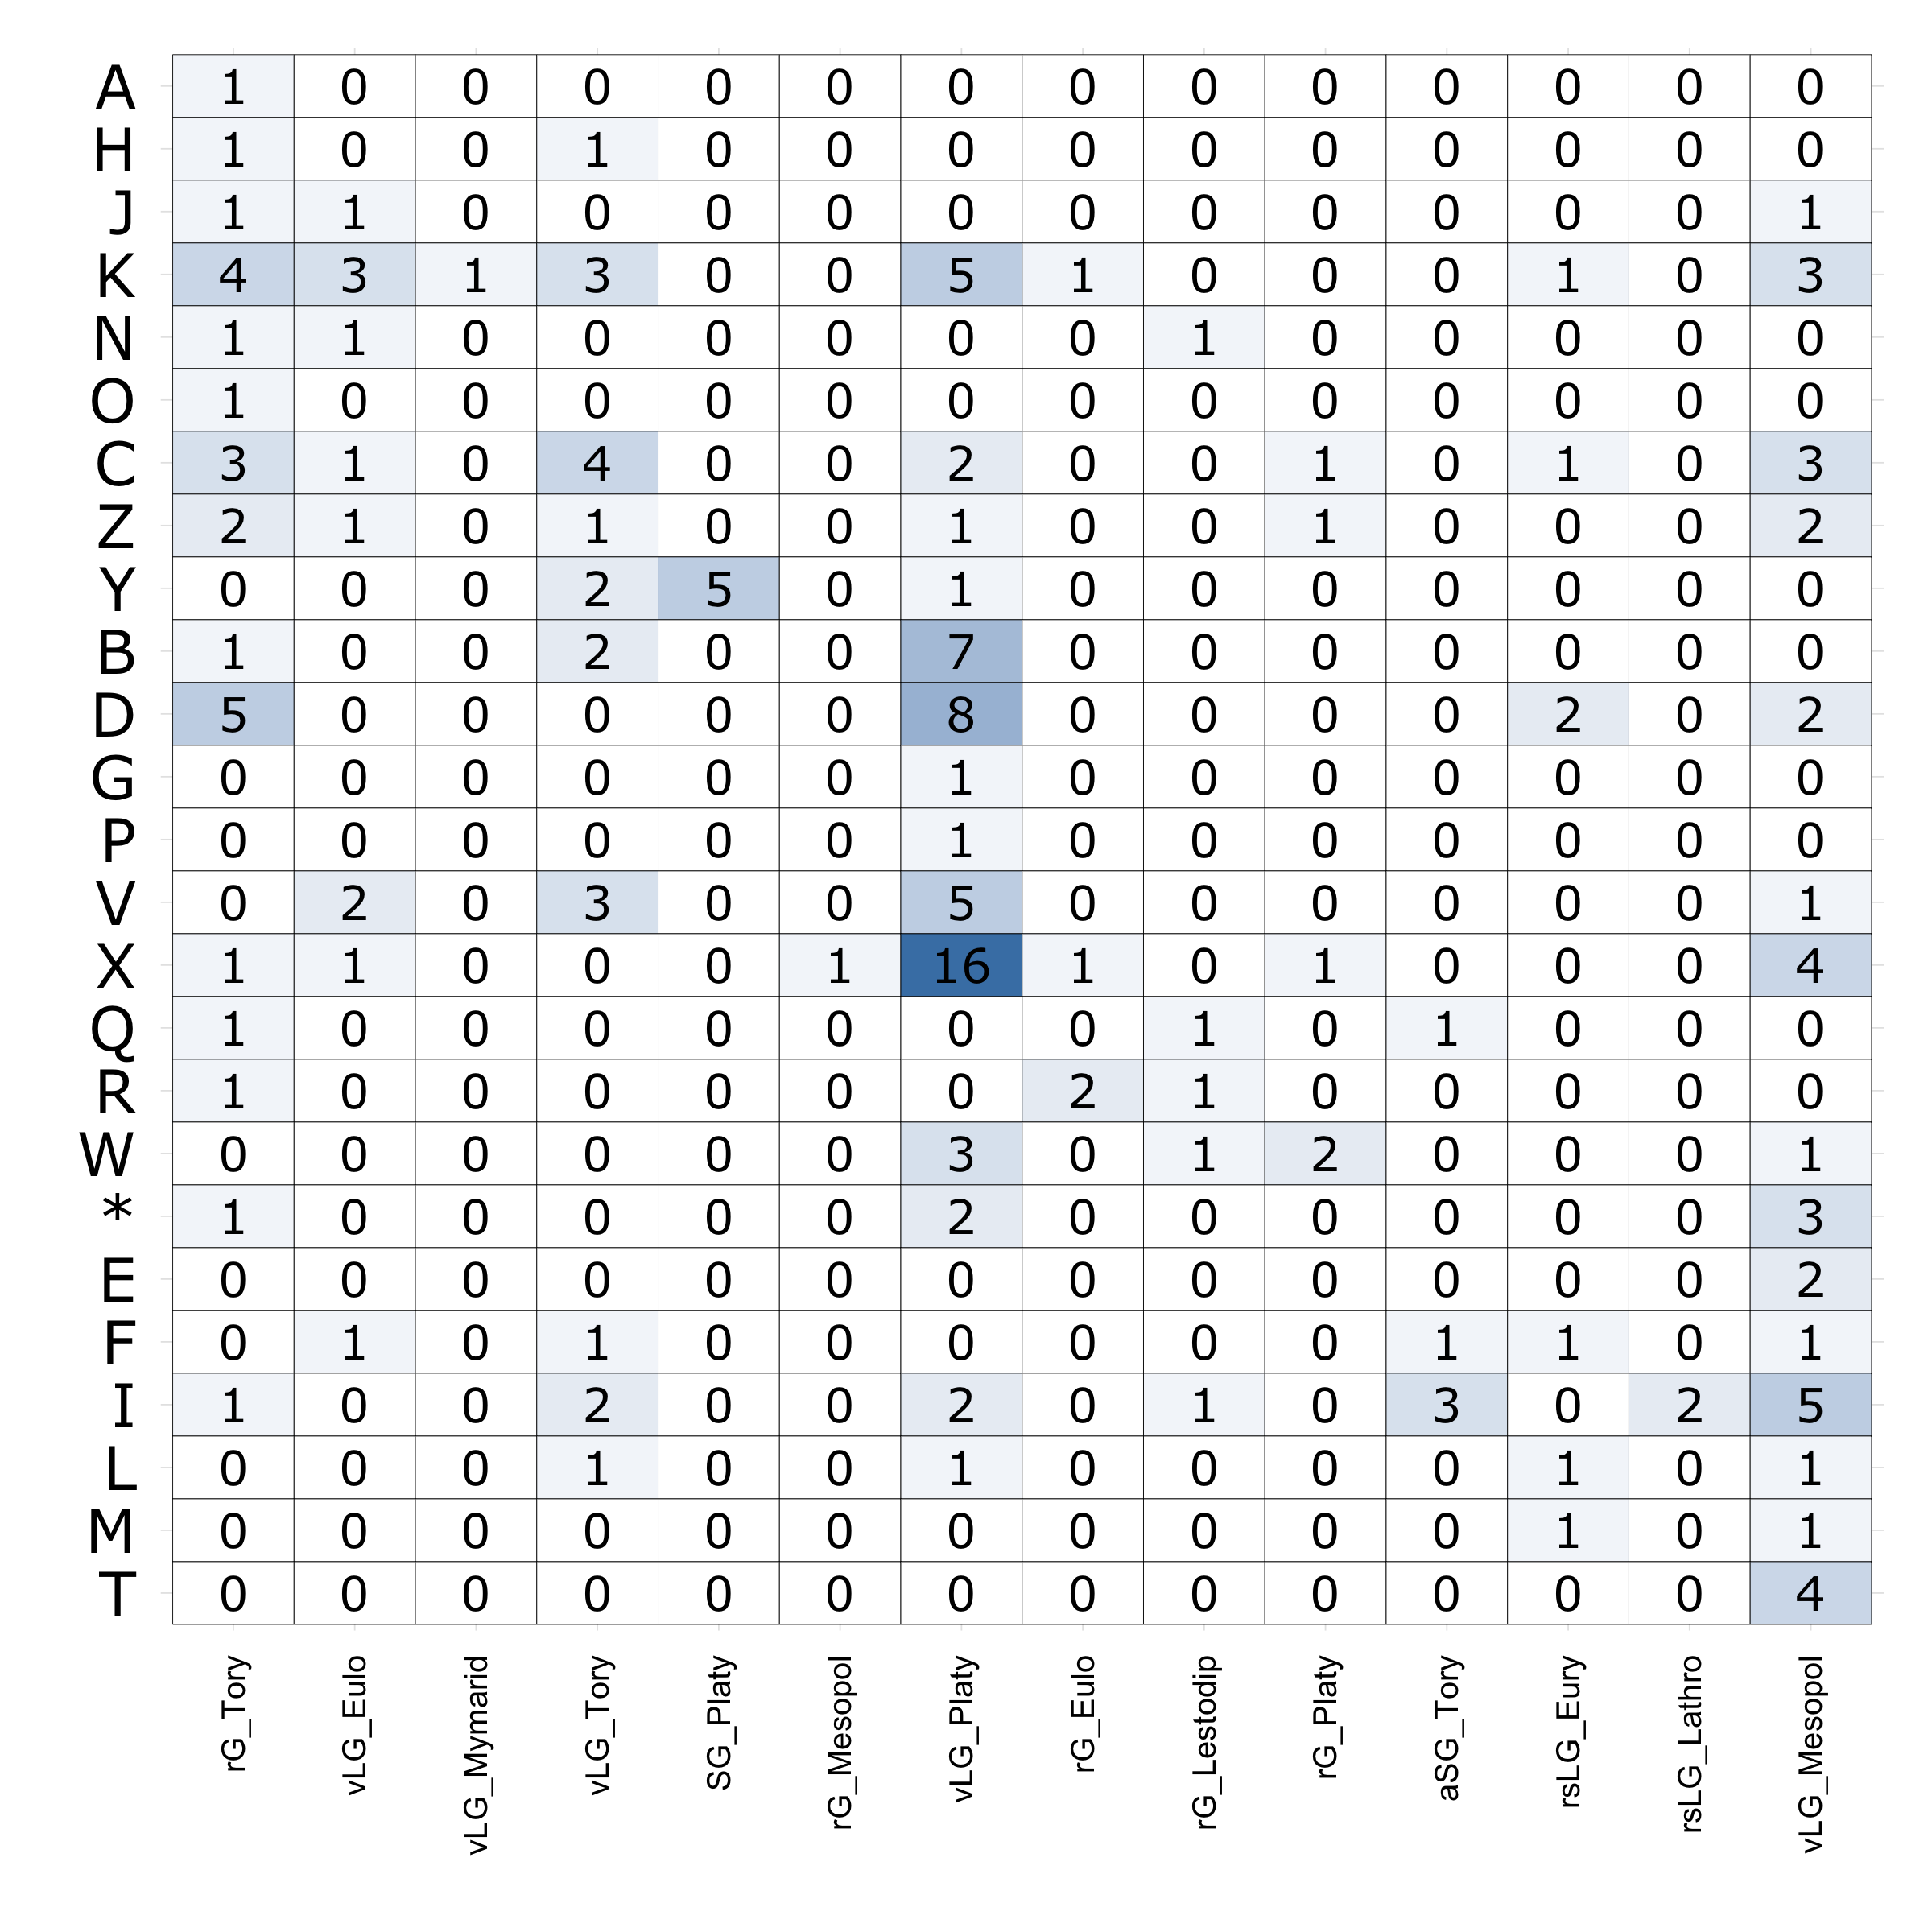 A 1 0 0 0 0 0 0 0 0 0 0 0 0 0
H 1 0 0 1 0 0 0 0 0 0 0 0 0 0
J 1 1 0 0 0 0 0 0 0 0 0 0 0 1
K 4 3 1 3 0 0 5 1 0 0 0 1 0 3
N 1 1 0 0 0 0 0 0 1 0 0 0 0 0
O 1 0 0 0 0 0 0 0 0 0 0 0 0 0
C 3 1 0 4 0 0 2 0 0 1 0 1 0 3
Z 2 1 0 1 0 0 1 0 0 1 0 0 0 2
Y 0 0 0 2 5 0 1 0 0 0 0 0 0 0
B 1 0 0 2 0 0 7 0 0 0 0 0 0 0
D 5 0 0 0 0 0 8 0 0 0 0 2 0 2
G 0 0 0 0 0 0 1 0 0 0 0 0 0 0
P 0 0 0 0 0 0 1 0 0 0 0 0 0 0
V 0 2 0 3 0 0 5 0 0 0 0 0 0 1
X 1 1 0 0 0 1 16 1 0 1 0 0 0 4
Q 1 0 0 0 0 0 0 0 1 0 1 0 0 0
R 1 0 0 0 0 0 0 2 1 0 0 0 0 0
W 0 0 0 0 0 0 3 0 1 2 0 0 0 1
* 1 0 0 0 0 0 2 0 0 0 0 0 0 3
E 0 0 0 0 0 0 0 0 0 0 0 0 0 2
F 0 1 0 1 0 0 0 0 0 0 1 1 0 1
I 1 0 0 2 0 0 2 0 1 0 3 0 2 5
L 0 0 0 1 0 0 1 0 0 0 0 1 0 1
M 0 0 0 0 0 0 0 0 0 0 0 1 0 1
T 0 0 0 0 0 0 0 0 0 0 0 0 0 4
rG_Tory
vLG_Eulo
vLG_Mymarid
vLG_Tory
SG_Platy
rG_Mesopol
vLG_Platy
rG_Eulo
rG_Lestodip
rG_Platy
aSG_Tory
rsLG_Eury
rsLG_Lathro
vLG_Mesopol